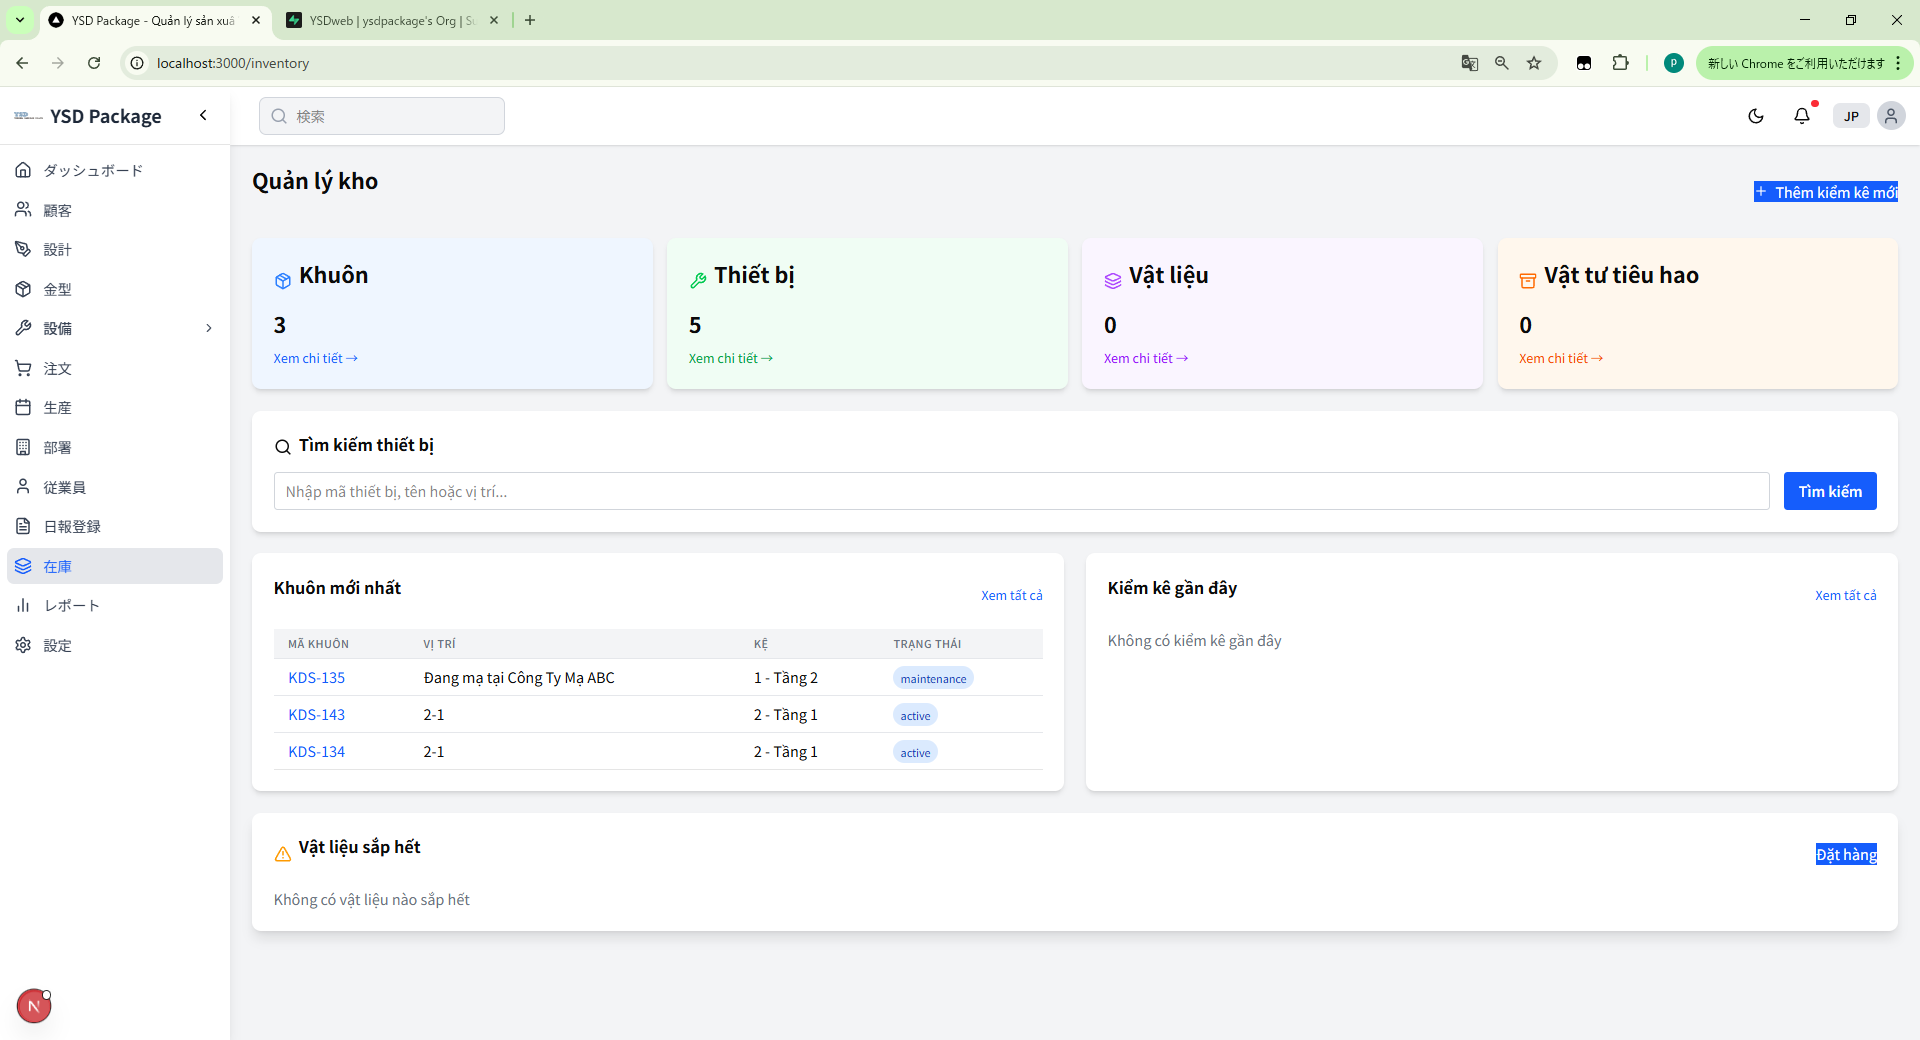 YSD Package - Quản lý sản xuấ
YSDweb | ysdpackage's Org | Su
localhost:3000/inventory
P
新しい Chrome をご利用いただけます
YSD Package
検索
JP
ダッシュボード
顧客
設計
金型
設備
注文
生産
部署
従業員
日報登録
在庫
レポート
設定
N
Quản lý kho
+ Thêm kiểm kê mới
Khuôn
3
Xem chi tiết →
Thiết bị
5
Xem chi tiết →
Vật liệu
0
Xem chi tiết →
Vật tư tiêu hao
0
Xem chi tiết →
Tìm kiếm thiết bị
Nhập mã thiết bị, tên hoặc vị trí...
Tìm kiếm
Khuôn mới nhất
Xem tất cả
MÃ KHUÔN VỊ TRÍ KỆ TRẠNG THÁI
KDS-135 Đang mạ tại Công Ty Mạ ABC 1 - Tầng 2 maintenance
KDS-143 2-1 2 - Tầng 1 active
KDS-134 2-1 2 - Tầng 1 active
Kiểm kê gần đây
Xem tất cả
Không có kiểm kê gần đây
Vật liệu sắp hết
Đặt hàng
Không có vật liệu nào sắp hết